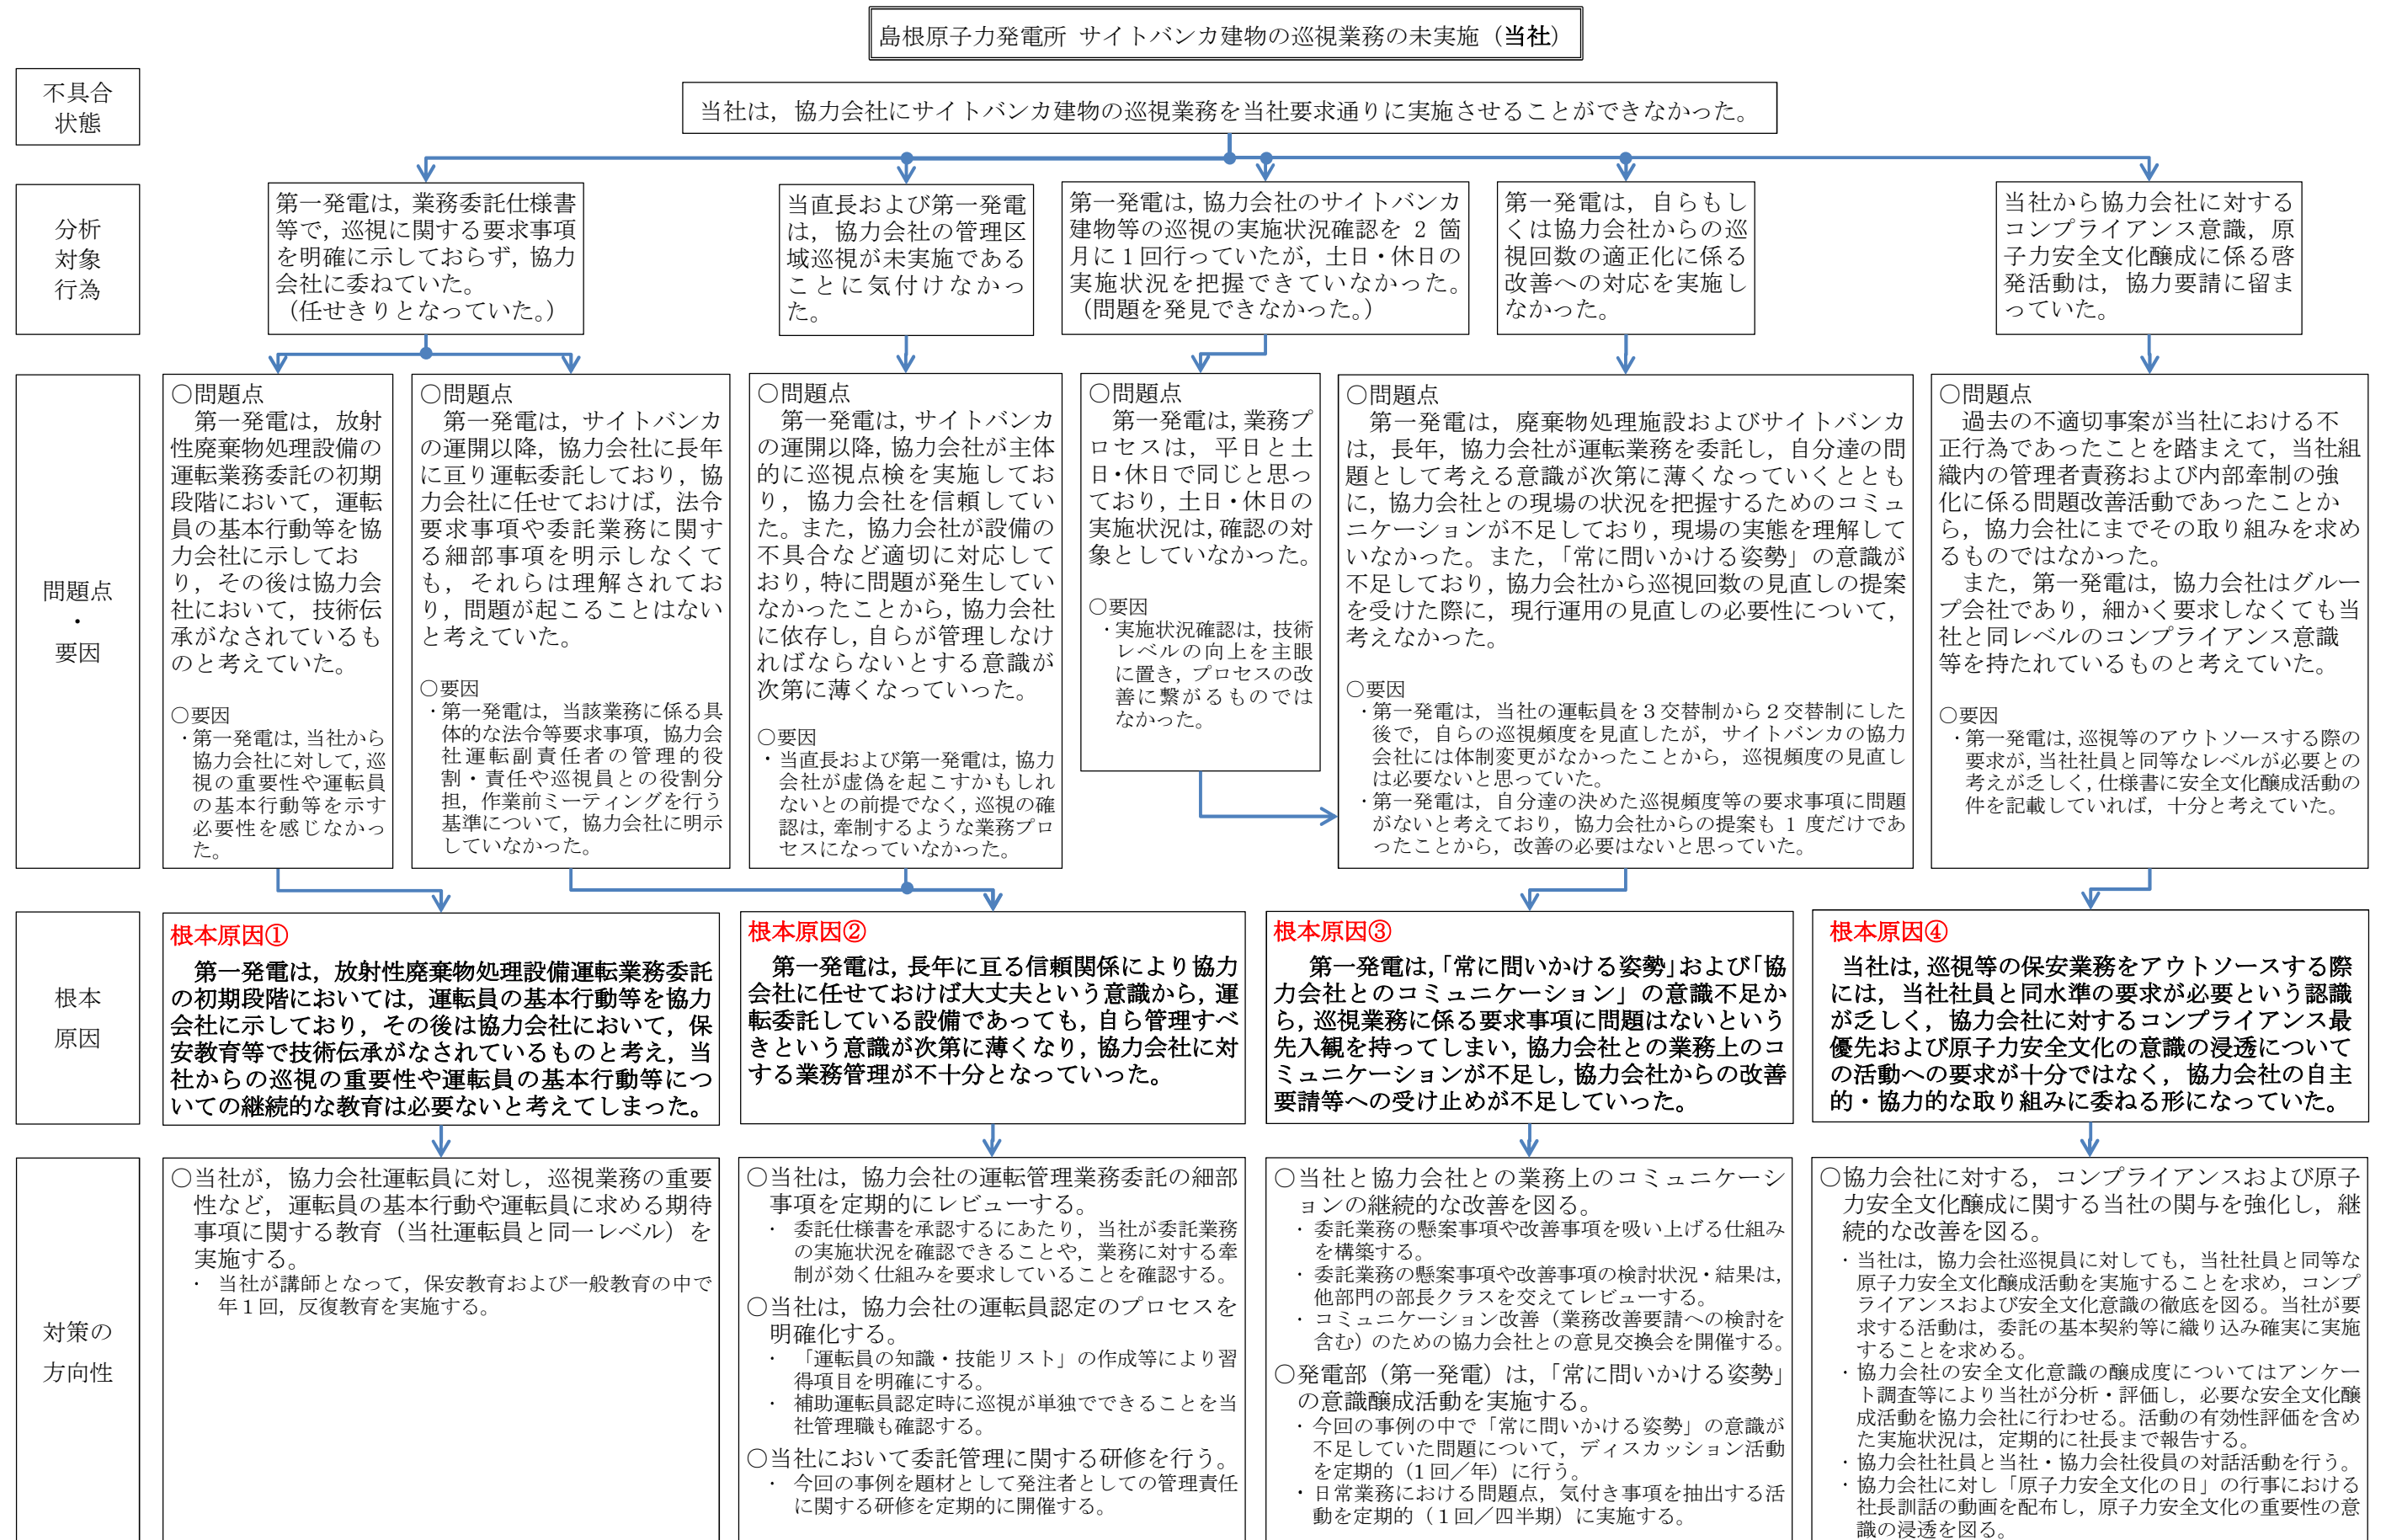 島根原子力発電所 サイトバンカ建物の巡視業務の未実施（当社）
不具合
状態
当社は，協力会社にサイトバンカ建物の巡視業務を当社要求通りに実施させることができなかった。
分析
対象
行為
第一発電は，業務委託仕様書
等で，巡視に関する要求事項
を明確に示しておらず，協力
会社に委ねていた。
（任せきりとなっていた。）
当直長および第一発電
は，協力会社の管理区
域巡視が未実施である
ことに気付けなかっ
た。
第一発電は，協力会社のサイトバンカ
建物等の巡視の実施状況確認を 2 箇
月に1回行っていたが，土日・休日の
実施状況を把握できていなかった。
（問題を発見できなかった。）
第一発電は，自らもし
くは協力会社からの巡
視回数の適正化に係る
改善への対応を実施し
なかった。
当社から協力会社に対する
コンプライアンス意識，原
子力安全文化醸成に係る啓
発活動は，協力要請に留ま
っていた。
問題点
・
要因
○問題点
第一発電は，放射
性廃棄物処理設備の
運転業務委託の初期
段階において，運転
員の基本行動等を協
力会社に示してお
り，その後は協力会
社において，技術伝
承がなされているも
のと考えていた。
○要因
・第一発電は，当社から
協力会社に対して，巡
視の重要性や運転員
の基本行動等を示す
必要性を感じなかっ
た。
○問題点
第一発電は，サイトバンカ
の運開以降，協力会社に長年
に亘り運転委託しており，協
力会社に任せておけば，法令
要求事項や委託業務に関す
る細部事項を明示しなくて
も，それらは理解されてお
り，問題が起こることはない
と考えていた。
○要因
・第一発電は，当該業務に係る具
体的な法令等要求事項，協力会
社運転副責任者の管理的役
割・責任や巡視員との役割分
担，作業前ミーティングを行う
基準について，協力会社に明示
していなかった。
○問題点
第一発電は，サイトバンカ
の運開以降，協力会社が主体
的に巡視点検を実施してお
り，協力会社を信頼してい
た。また，協力会社が設備の
不具合など適切に対応して
おり，特に問題が発生してい
なかったことから，協力会社
に依存し，自らが管理しなけ
ればならないとする意識が
次第に薄くなっていった。
○要因
・当直長および第一発電は，協力
会社が虚偽を起こすかもしれ
ないとの前提でなく，巡視の確
認は，牽制するような業務プロ
セスになっていなかった。
○問題点
第一発電は，業務プ
ロセスは，平日と土
日・休日で同じと思っ
ており，土日・休日の
実施状況は，確認の対
象としていなかった。
○要因
・実施状況確認は，技術
レベルの向上を主眼
に置き，プロセスの改
善に繋がるものでは
なかった。
○問題点
第一発電は，廃棄物処理施設およびサイトバンカ
は，長年，協力会社が運転業務を委託し，自分達の問
題として考える意識が次第に薄くなっていくととも
に，協力会社との現場の状況を把握するためのコミュ
ニケーションが不足しており，現場の実態を理解して
いなかった。また，「常に問いかける姿勢」の意識が
不足しており，協力会社から巡視回数の見直しの提案
を受けた際に，現行運用の見直しの必要性について，
考えなかった。
○要因
・第一発電は，当社の運転員を３交替制から２交替制にした
後で，自らの巡視頻度を見直したが，サイトバンカの協力
会社には体制変更がなかったことから，巡視頻度の見直し
は必要ないと思っていた。
・第一発電は，自分達の決めた巡視頻度等の要求事項に問題
がないと考えており，協力会社からの提案も 1 度だけであ
ったことから，改善の必要はないと思っていた。
○問題点
過去の不適切事案が当社における不
正行為であったことを踏まえて，当社組
織内の管理者責務および内部牽制の強
化に係る問題改善活動であったことか
ら，協力会社にまでその取り組みを求め
るものではなかった。
また，第一発電は，協力会社はグルー
プ会社であり，細かく要求しなくても当
社と同レベルのコンプライアンス意識
等を持たれているものと考えていた。
○要因
・第一発電は，巡視等のアウトソースする際の
要求が，当社社員と同等なレベルが必要との
考えが乏しく，仕様書に安全文化醸成活動の
件を記載していれば，十分と考えていた。
根本
原因
根本原因①
第一発電は，放射性廃棄物処理設備運転業務委託
の初期段階においては，運転員の基本行動等を協力
会社に示しており，その後は協力会社において，保
安教育等で技術伝承がなされているものと考え，当
社からの巡視の重要性や運転員の基本行動等につ
いての継続的な教育は必要ないと考えてしまった。
根本原因②
第一発電は，長年に亘る信頼関係により協力
会社に任せておけば大丈夫という意識から，運
転委託している設備であっても，自ら管理すべ
きという意識が次第に薄くなり，協力会社に対
する業務管理が不十分となっていった。
根本原因③
第一発電は，「常に問いかける姿勢」および「協
力会社とのコミュニケーション」の意識不足か
ら，巡視業務に係る要求事項に問題はないという
先入観を持ってしまい，協力会社との業務上のコ
ミュニケーションが不足し，協力会社からの改善
要請等への受け止めが不足していった。
根本原因④
当社は，巡視等の保安業務をアウトソースする際
には，当社社員と同水準の要求が必要という認識
が乏しく，協力会社に対するコンプライアンス最
優先および原子力安全文化の意識の浸透について
の活動への要求が十分ではなく，協力会社の自主
的・協力的な取り組みに委ねる形になっていた。
対策の
方向性
○当社が，協力会社運転員に対し，巡視業務の重要
性など，運転員の基本行動や運転員に求める期待
事項に関する教育（当社運転員と同一レベル）を
実施する。
・ 当社が講師となって，保安教育および一般教育の中で
年１回，反復教育を実施する。
○当社は，協力会社の運転管理業務委託の細部
事項を定期的にレビューする。
・ 委託仕様書を承認するにあたり，当社が委託業務
の実施状況を確認できることや，業務に対する牽
制が効く仕組みを要求していることを確認する。
○当社は，協力会社の運転員認定のプロセスを
明確化する。
・ 「運転員の知識・技能リスト」の作成等により習
得項目を明確にする。
・ 補助運転員認定時に巡視が単独でできることを当
社管理職も確認する。
○当社において委託管理に関する研修を行う。
・ 今回の事例を題材として発注者としての管理責任
に関する研修を定期的に開催する。
○当社と協力会社との業務上のコミュニケーシ
ョンの継続的な改善を図る。
・委託業務の懸案事項や改善事項を吸い上げる仕組み
を構築する。
・委託業務の懸案事項や改善事項の検討状況・結果は，
他部門の部長クラスを交えてレビューする。
・コミュニケーション改善（業務改善要請への検討を
含む）のための協力会社との意見交換会を開催する。
○発電部（第一発電）は，「常に問いかける姿勢」
の意識醸成活動を実施する。
・今回の事例の中で「常に問いかける姿勢」の意識が
不足していた問題について，ディスカッション活動
を定期的（1回／年）に行う。
・日常業務における問題点，気付き事項を抽出する活
動を定期的（１回／四半期）に実施する。
○協力会社に対する，コンプライアンスおよび原子
力安全文化醸成に関する当社の関与を強化し，継
続的な改善を図る。
・当社は，協力会社巡視員に対しても，当社社員と同等な
原子力安全文化醸成活動を実施することを求め，コンプ
ライアンスおよび安全文化意識の徹底を図る。当社が要
求する活動は，委託の基本契約等に織り込み確実に実施
することを求める。
・協力会社の安全文化意識の醸成度についてはアンケー
ト調査等により当社が分析・評価し，必要な安全文化醸
成活動を協力会社に行わせる。活動の有効性評価を含め
た実施状況は，定期的に社長まで報告する。
・協力会社社員と当社・協力会社役員の対話活動を行う。
・協力会社に対し「原子力安全文化の日」の行事における
社長訓話の動画を配布し，原子力安全文化の重要性の意
識の浸透を図る。